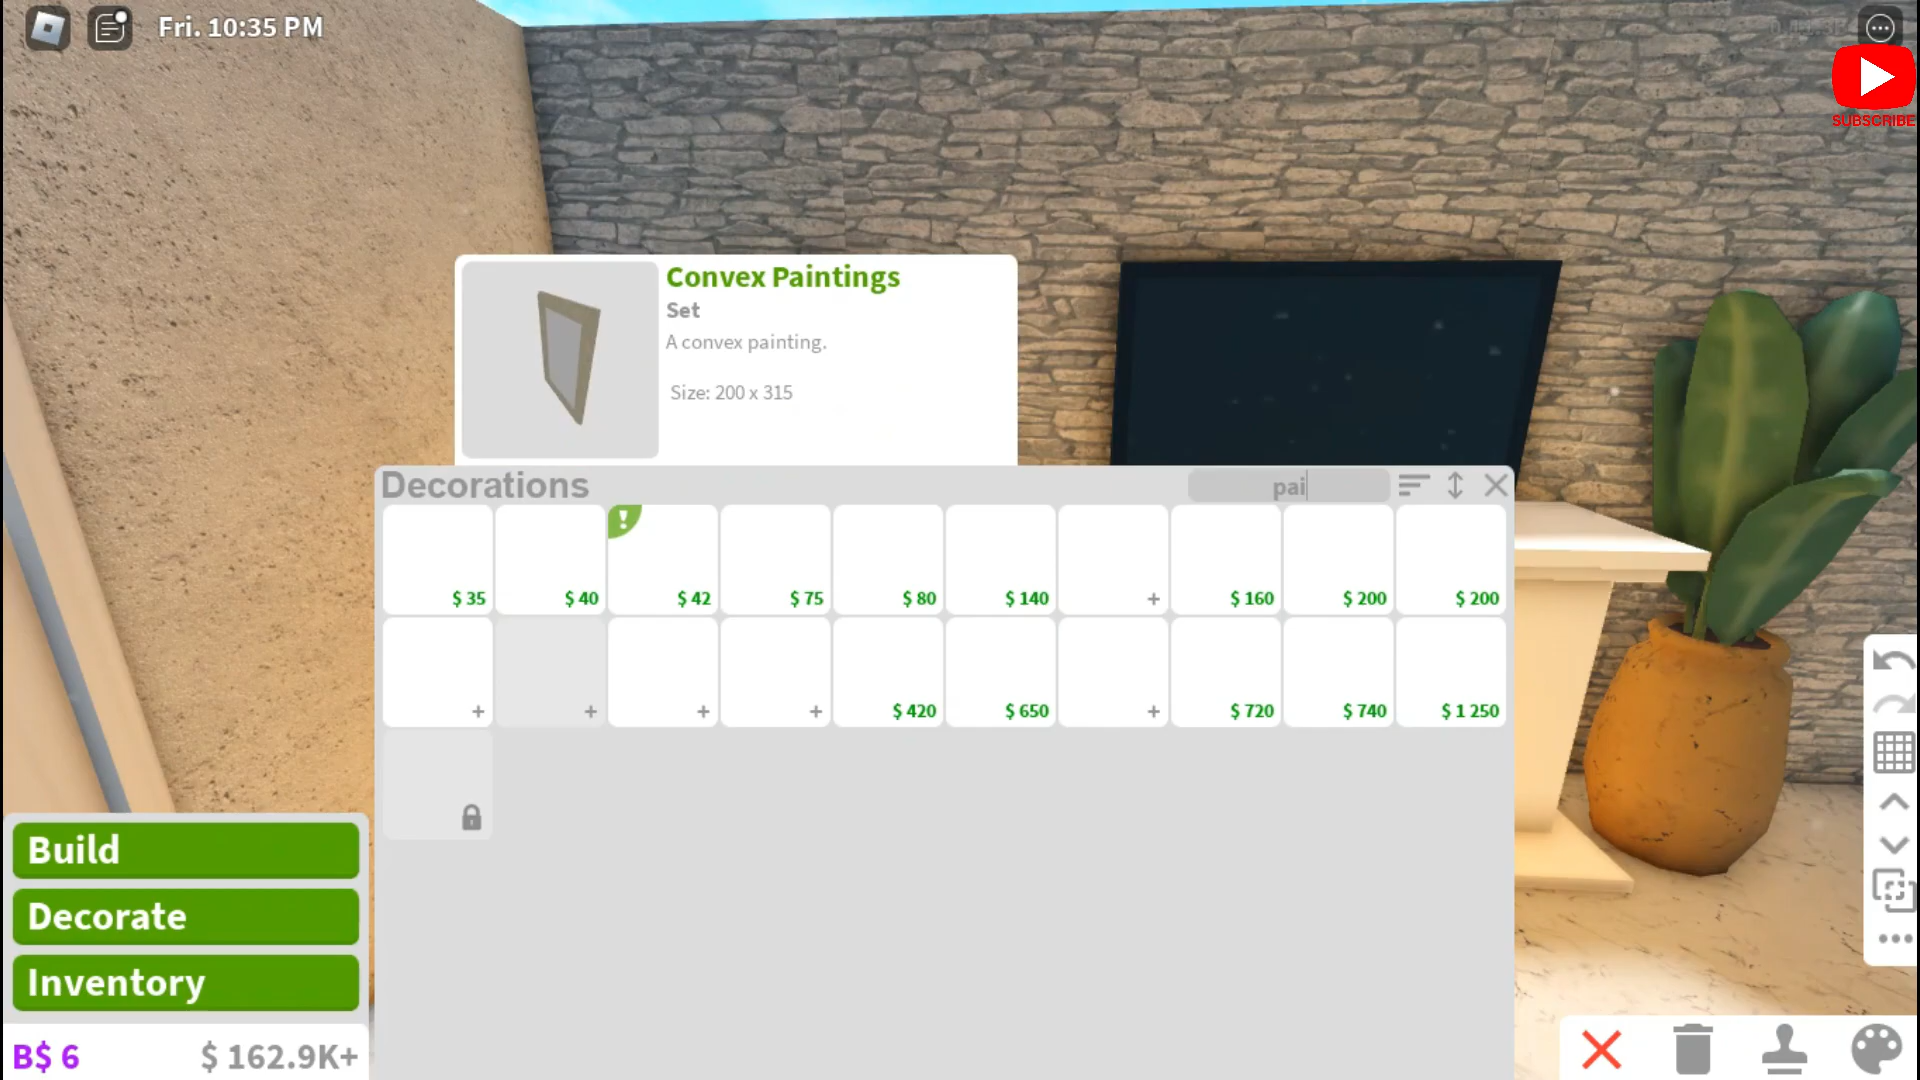 Fri. 10:35 PM
SUBSCRIBE
Convex Paintings
Set
A convex painting.
Size: 200 x 315
Decorations
pai
$ 35
$ 40
!
$ 42
$ 75
$ 80
$ 140
+
$ 160
$ 200
$ 200
+
+
+
+
$ 420
$ 650
+
$ 720
$ 740
$ 1 250
Build
Decorate
Inventory
B$ 6
$ 162.9K+